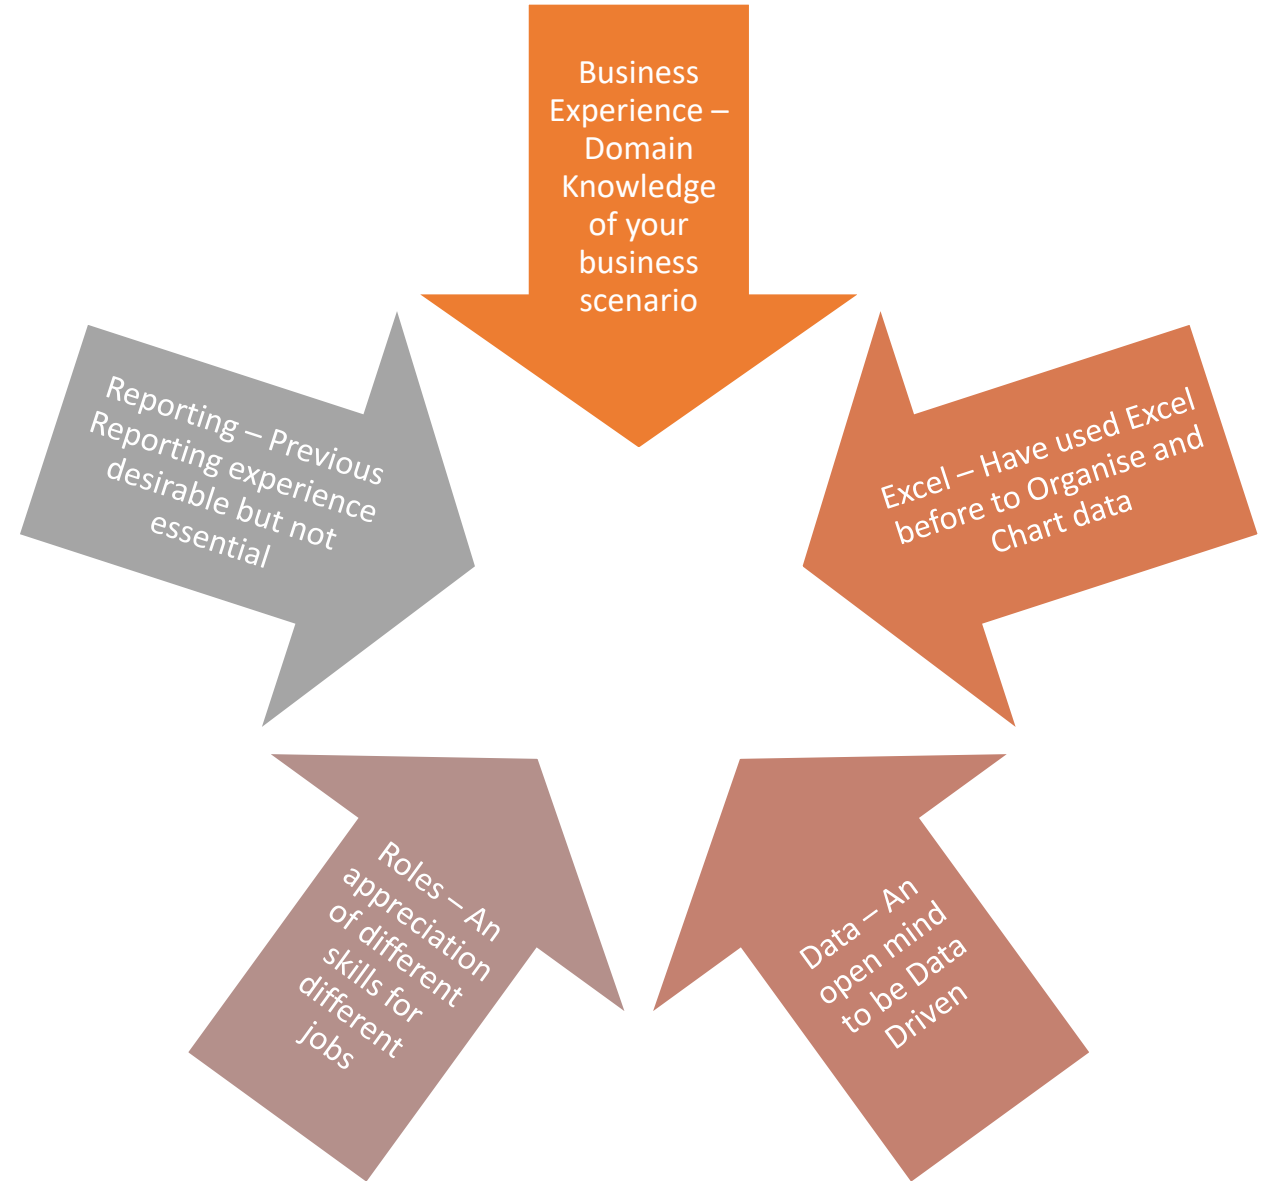 Business
Experience –
Domain
Knowledge
of your
business
scenario
Excel – Have used Excel
before to Organise and
Chart data
Data – An
open mind
to be Data
Driven
Roles – An
appreciation
of different
skills for
different
jobs
Reporting – Previous
Reporting experience
desirable but not
essential